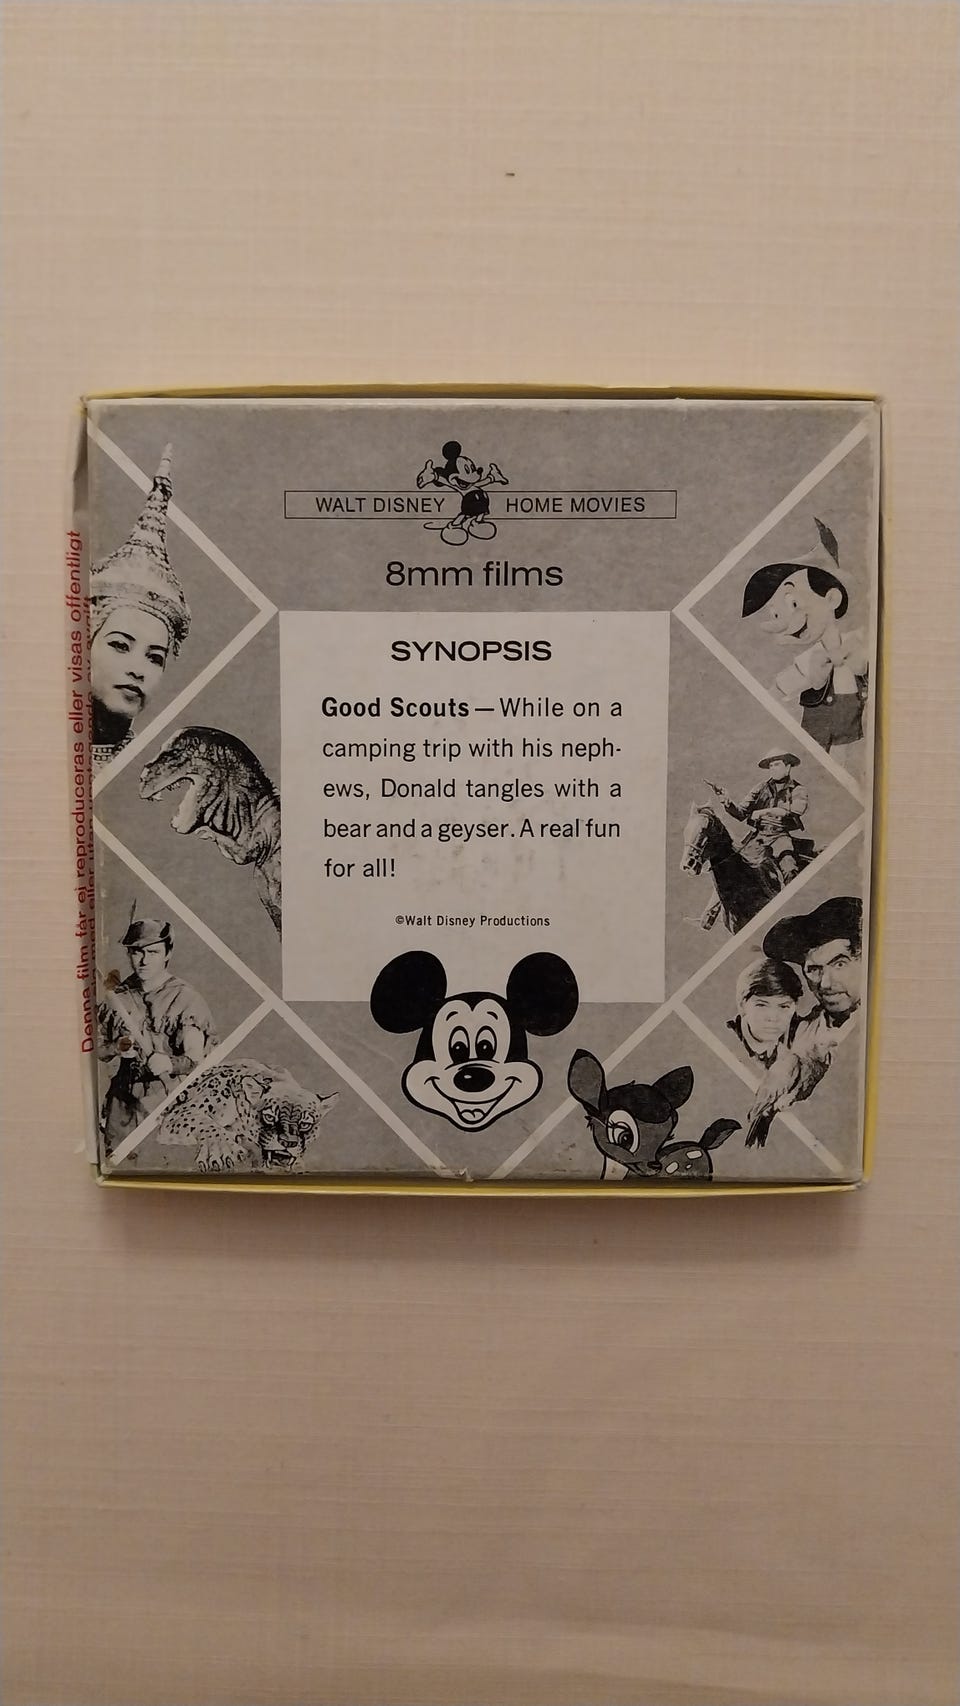 WALT DISNEY HOME MOVIES
8mm films
SYNOPSIS
Good Scouts — While on a
camping trip with his neph-
ews, Donald tangles with a
bear and a geyser. A real fun
for all!
©Walt Disney Productions
Denna film får ej reproduceras eller visas offentligt